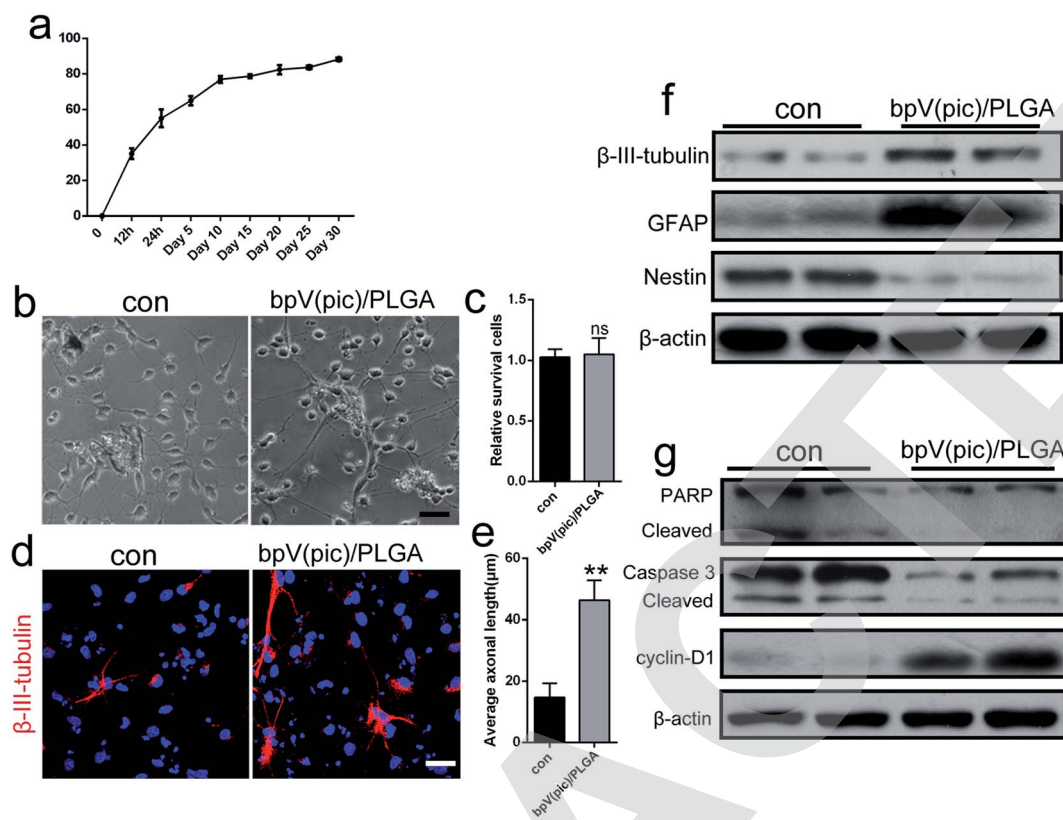 a
100
80
60
40
20
0
0
12h
24h
Day 5
Day 10
Day 15
Day 20
Day 25
Day 30
b
con
bpV(pic)/PLGA
c
Relative survival cells
1.5
1.0
0.5
0.0
ns
con
bpV(pic)/PLGA
d
con
bpV(pic)/PLGA
β-III-tubulin
e
Average axonal length(μm)
60
40
20
0
**
con
bpV(pic)/PLGA
f
con
bpV(pic)/PLGA
β-III-tubulin
GFAP
Nestin
β-actin
g
con
bpV(pic)/PLGA
PARP
Cleaved
Caspase 3
Cleaved
cyclin-D1
β-actin